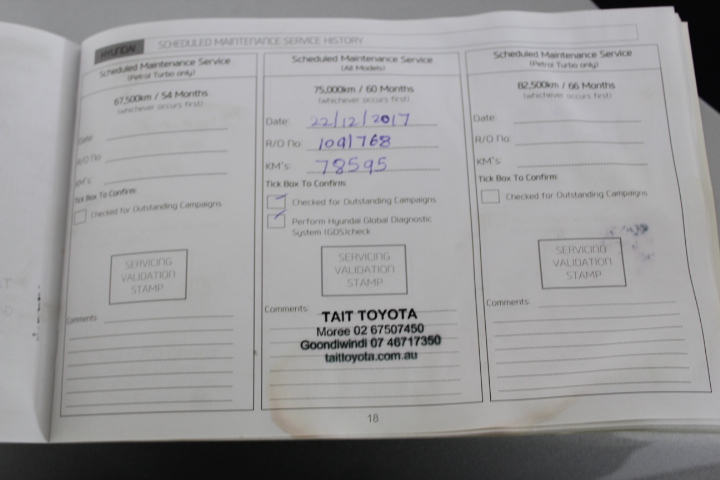 HYUNDAI SCHEDULED MAINTENANCE SERVICE HISTORY
Scheduled Maintenance Service
(Petrol Turbo only)
67,500km / 54 Months
(whichever occurs first)
Date:
R/O No:
KM's:
Tick Box To Confirm:
Checked for Outstanding Campaigns
SERVICING
VALIDATION
STAMP
Comments:
Scheduled Maintenance Service
(All Models)
75,000km / 60 Months
(whichever occurs first)
Date: 22/12/2017
R/O No: 1091768
KM's: 78595
Tick Box To Confirm:
Checked for Outstanding Campaigns
Perform Hyundai Global Diagnostic
System (GDS)check
SERVICING
VALIDATION
STAMP
Comments:
TAIT TOYOTA
Moree 02 67507450
Goondiwindi 07 46717350
taittoyota.com.au
Scheduled Maintenance Service
(Petrol Turbo only)
82,500km / 66 Months
(whichever occurs first)
Date:
R/O No:
KM's:
Tick Box To Confirm:
Checked for Outstanding Campaigns
SERVICING
VALIDATION
STAMP
Comments:
18